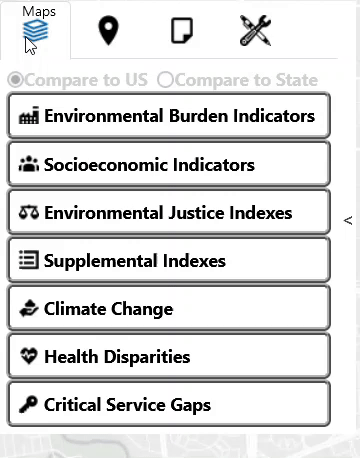 Maps
Compare to US Compare to State
Environmental Burden Indicators
Socioeconomic Indicators
Environmental Justice Indexes
<
Supplemental Indexes
Climate Change
Health Disparities
Critical Service Gaps